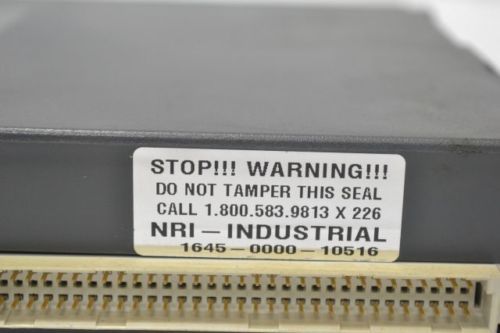 STOP!!! WARNING!!!
DO NOT TAMPER THIS SEAL
CALL 1.800.583.9813 X 226
NRI-INDUSTRIAL
1645-0000-10516